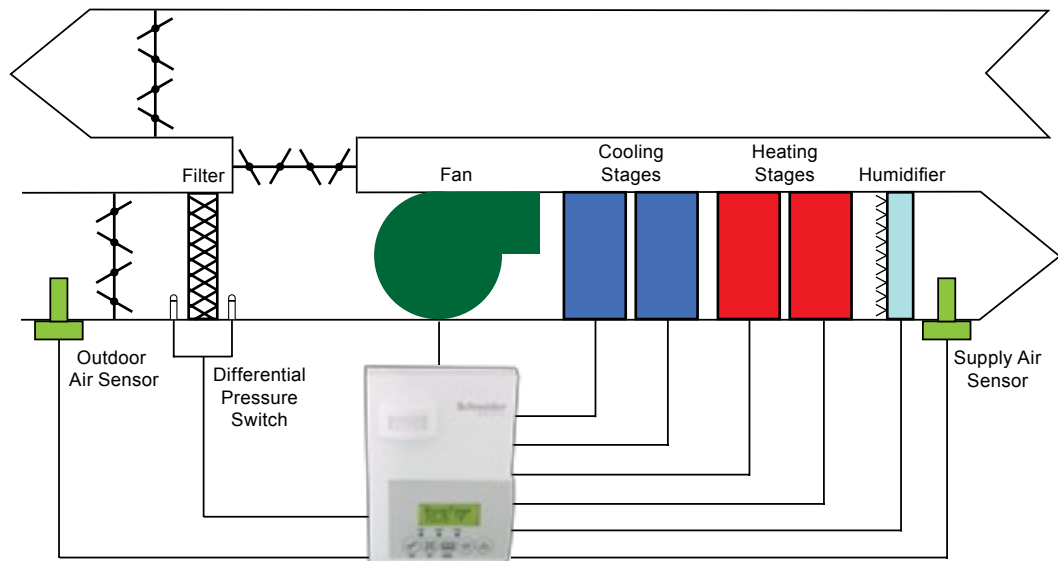 Filter
Fan
Cooling
Stages
Heating
Stages
Humidifier
Outdoor
Air Sensor
Differential
Pressure
Switch
Supply Air
Sensor
Schneider